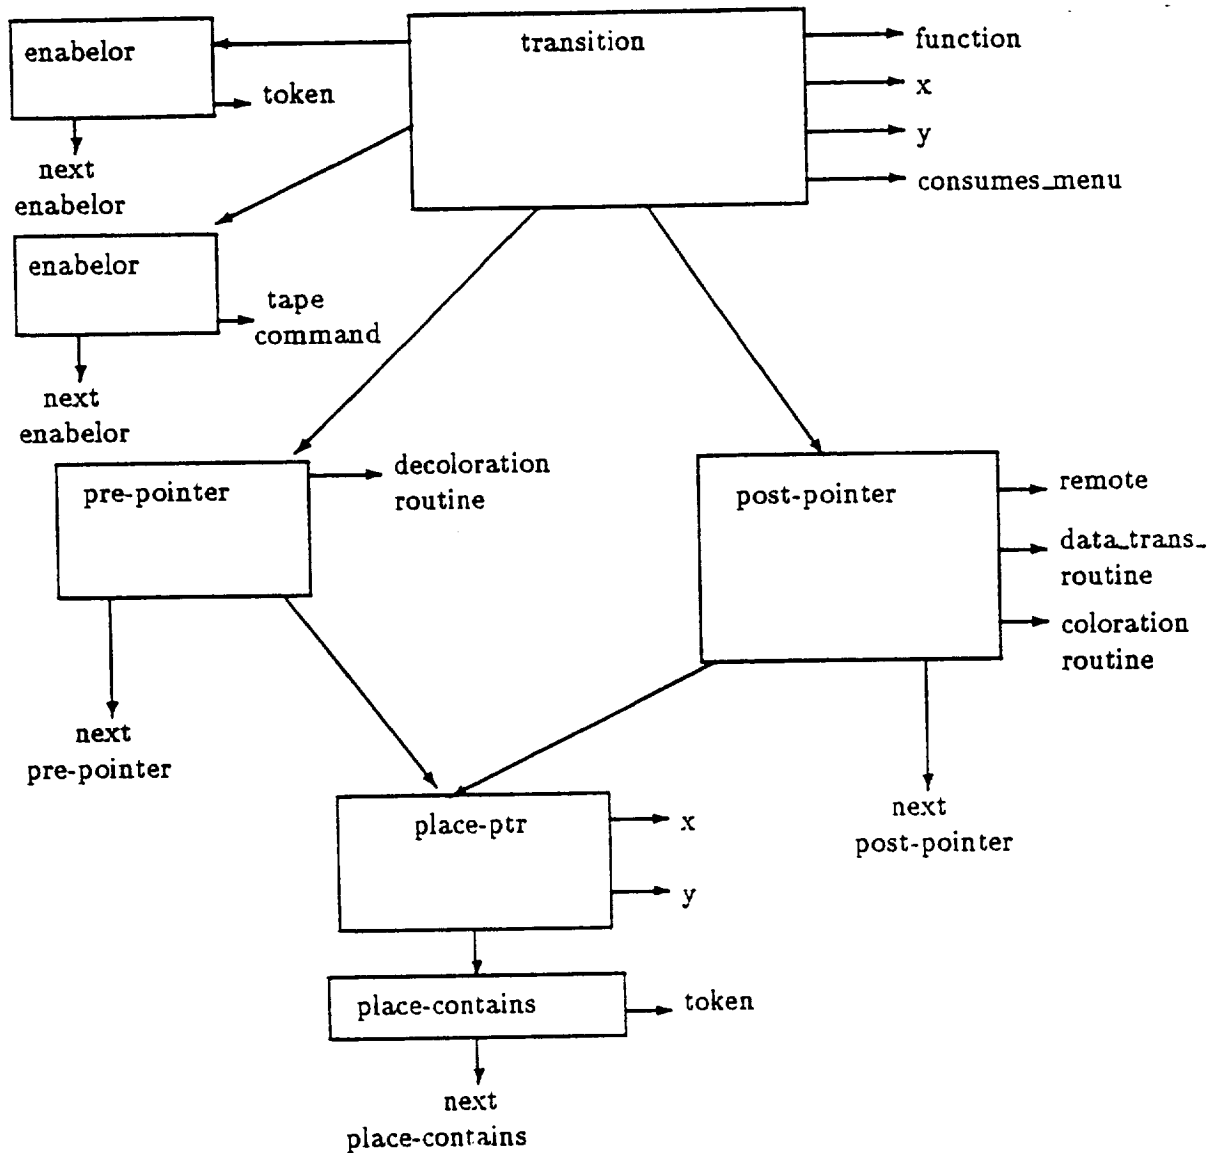 enabelor
transition
function
token
x
y
next
enabelor
consumes_menu
enabelor
tape
command
next
enabelor
pre-pointer
decoloration
routine
post-pointer
remote
data_trans_
routine
coloration
routine
next
pre-pointer
place-ptr
x
y
next
post-pointer
place-contains
token
next
place-contains